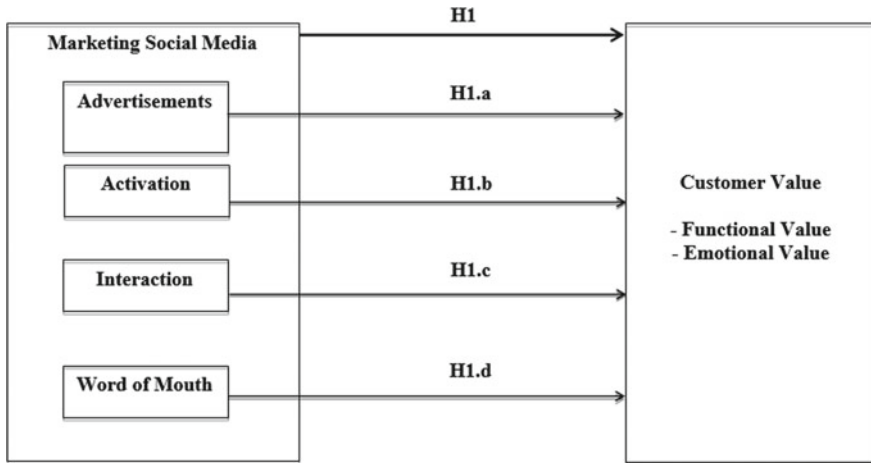 H1
Marketing Social Media
Advertisements
H1.a
Activation
H1.b
Customer Value
- Functional Value
- Emotional Value
Interaction
H1.c
Word of Mouth
H1.d